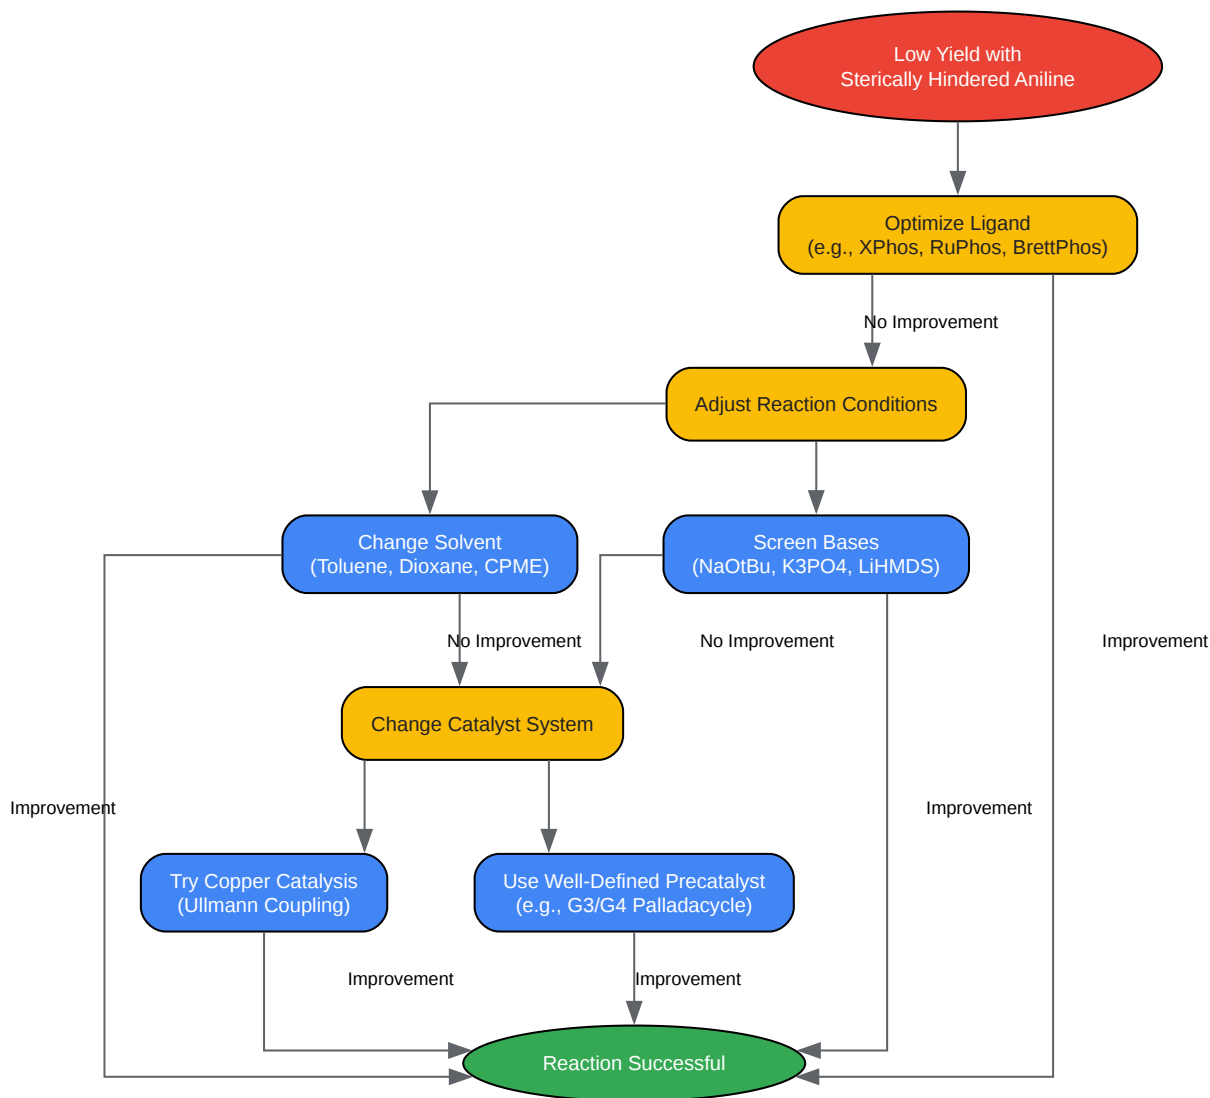 Low Yield with
Sterically Hindered Aniline
Optimize Ligand
(e.g., XPhos, RuPhos, BrettPhos)
No Improvement
Adjust Reaction Conditions
Change Solvent
(Toluene, Dioxane, CPME)
Screen Bases
(NaOtBu, K3PO4, LiHMDS)
No Improvement
No Improvement
Improvement
Change Catalyst System
Improvement
Improvement
Try Copper Catalysis
(Ullmann Coupling)
Use Well-Defined Precatalyst
(e.g., G3/G4 Palladacycle)
Improvement
Improvement
Reaction Successful